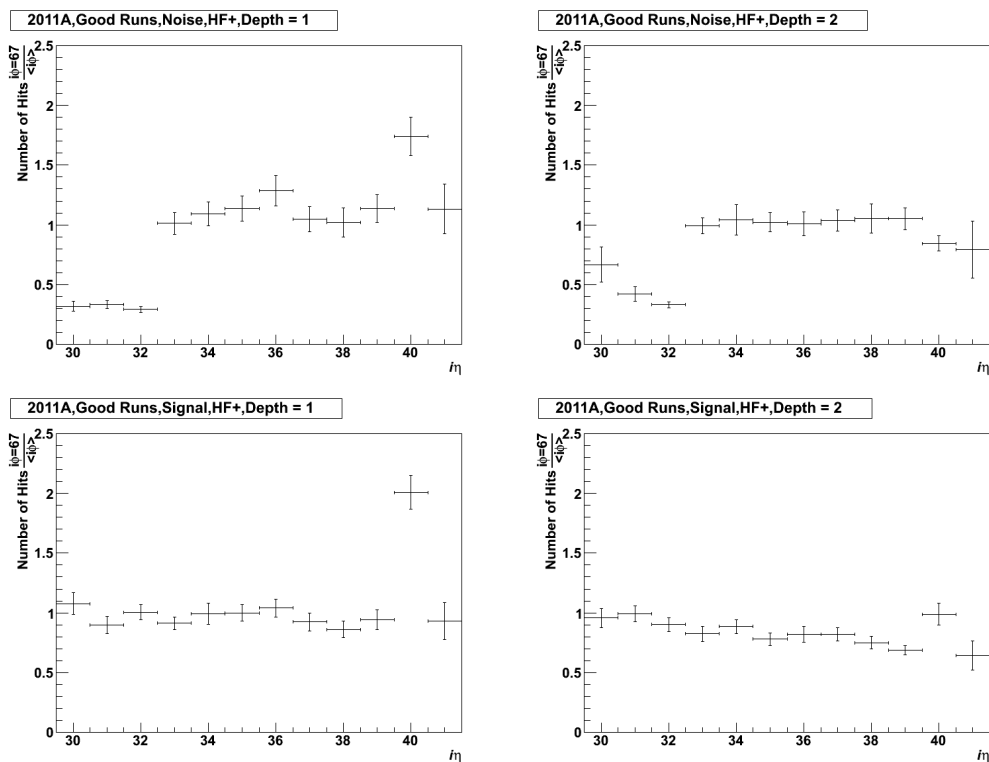 2011A,Good Runs,Noise,HF+,Depth = 1
Number of Hits iφ=67
<iφ>
2.5
2
1.5
1
0.5
0
30 32 34 36 38 40
iη
2011A,Good Runs,Noise,HF+,Depth = 2
Number of Hits iφ=67
<iφ>
2.5
2
1.5
1
0.5
0
30 32 34 36 38 40
iη
2011A,Good Runs,Signal,HF+,Depth = 1
Number of Hits iφ=67
<iφ>
2.5
2
1.5
1
0.5
0
30 32 34 36 38 40
iη
2011A,Good Runs,Signal,HF+,Depth = 2
Number of Hits iφ=67
<iφ>
2.5
2
1.5
1
0.5
0
30 32 34 36 38 40
iη